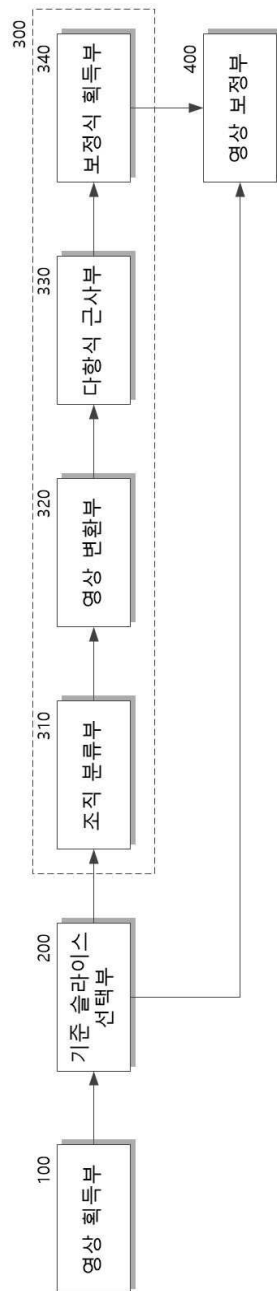 100
영상 획득부
200
기준 슬라이스
선택부
300
310
조직 분류부
320
영상 변환부
330
다항식 근사부
340
보정식 획득부
400
영상 보정부